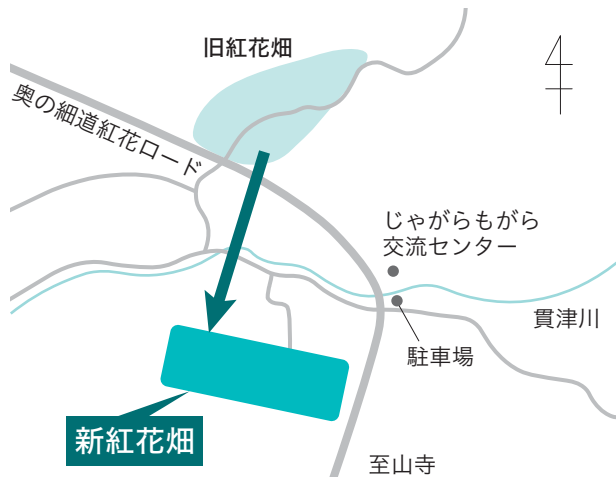 旧紅花畑
奥の細道紅花ロード
じゃがらもがら
交流センター
貫津川
駐車場
新紅花畑
至山寺